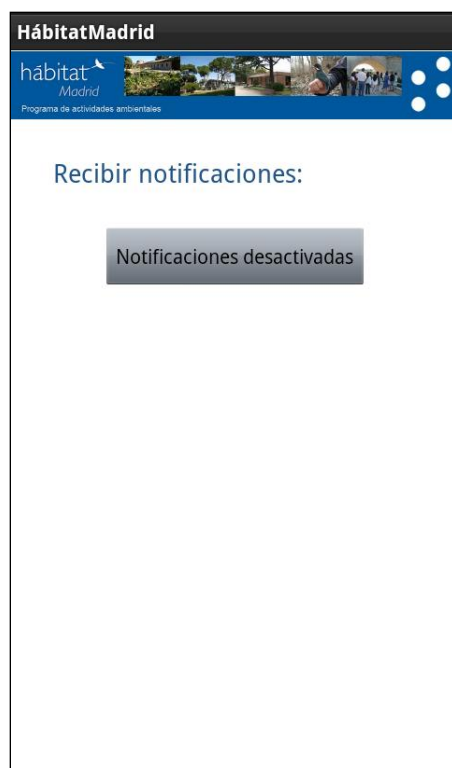 HábitatMadrid
hábitat
Madrid
Programa de actividades ambientales
Recibir notificaciones:
Notificaciones desactivadas